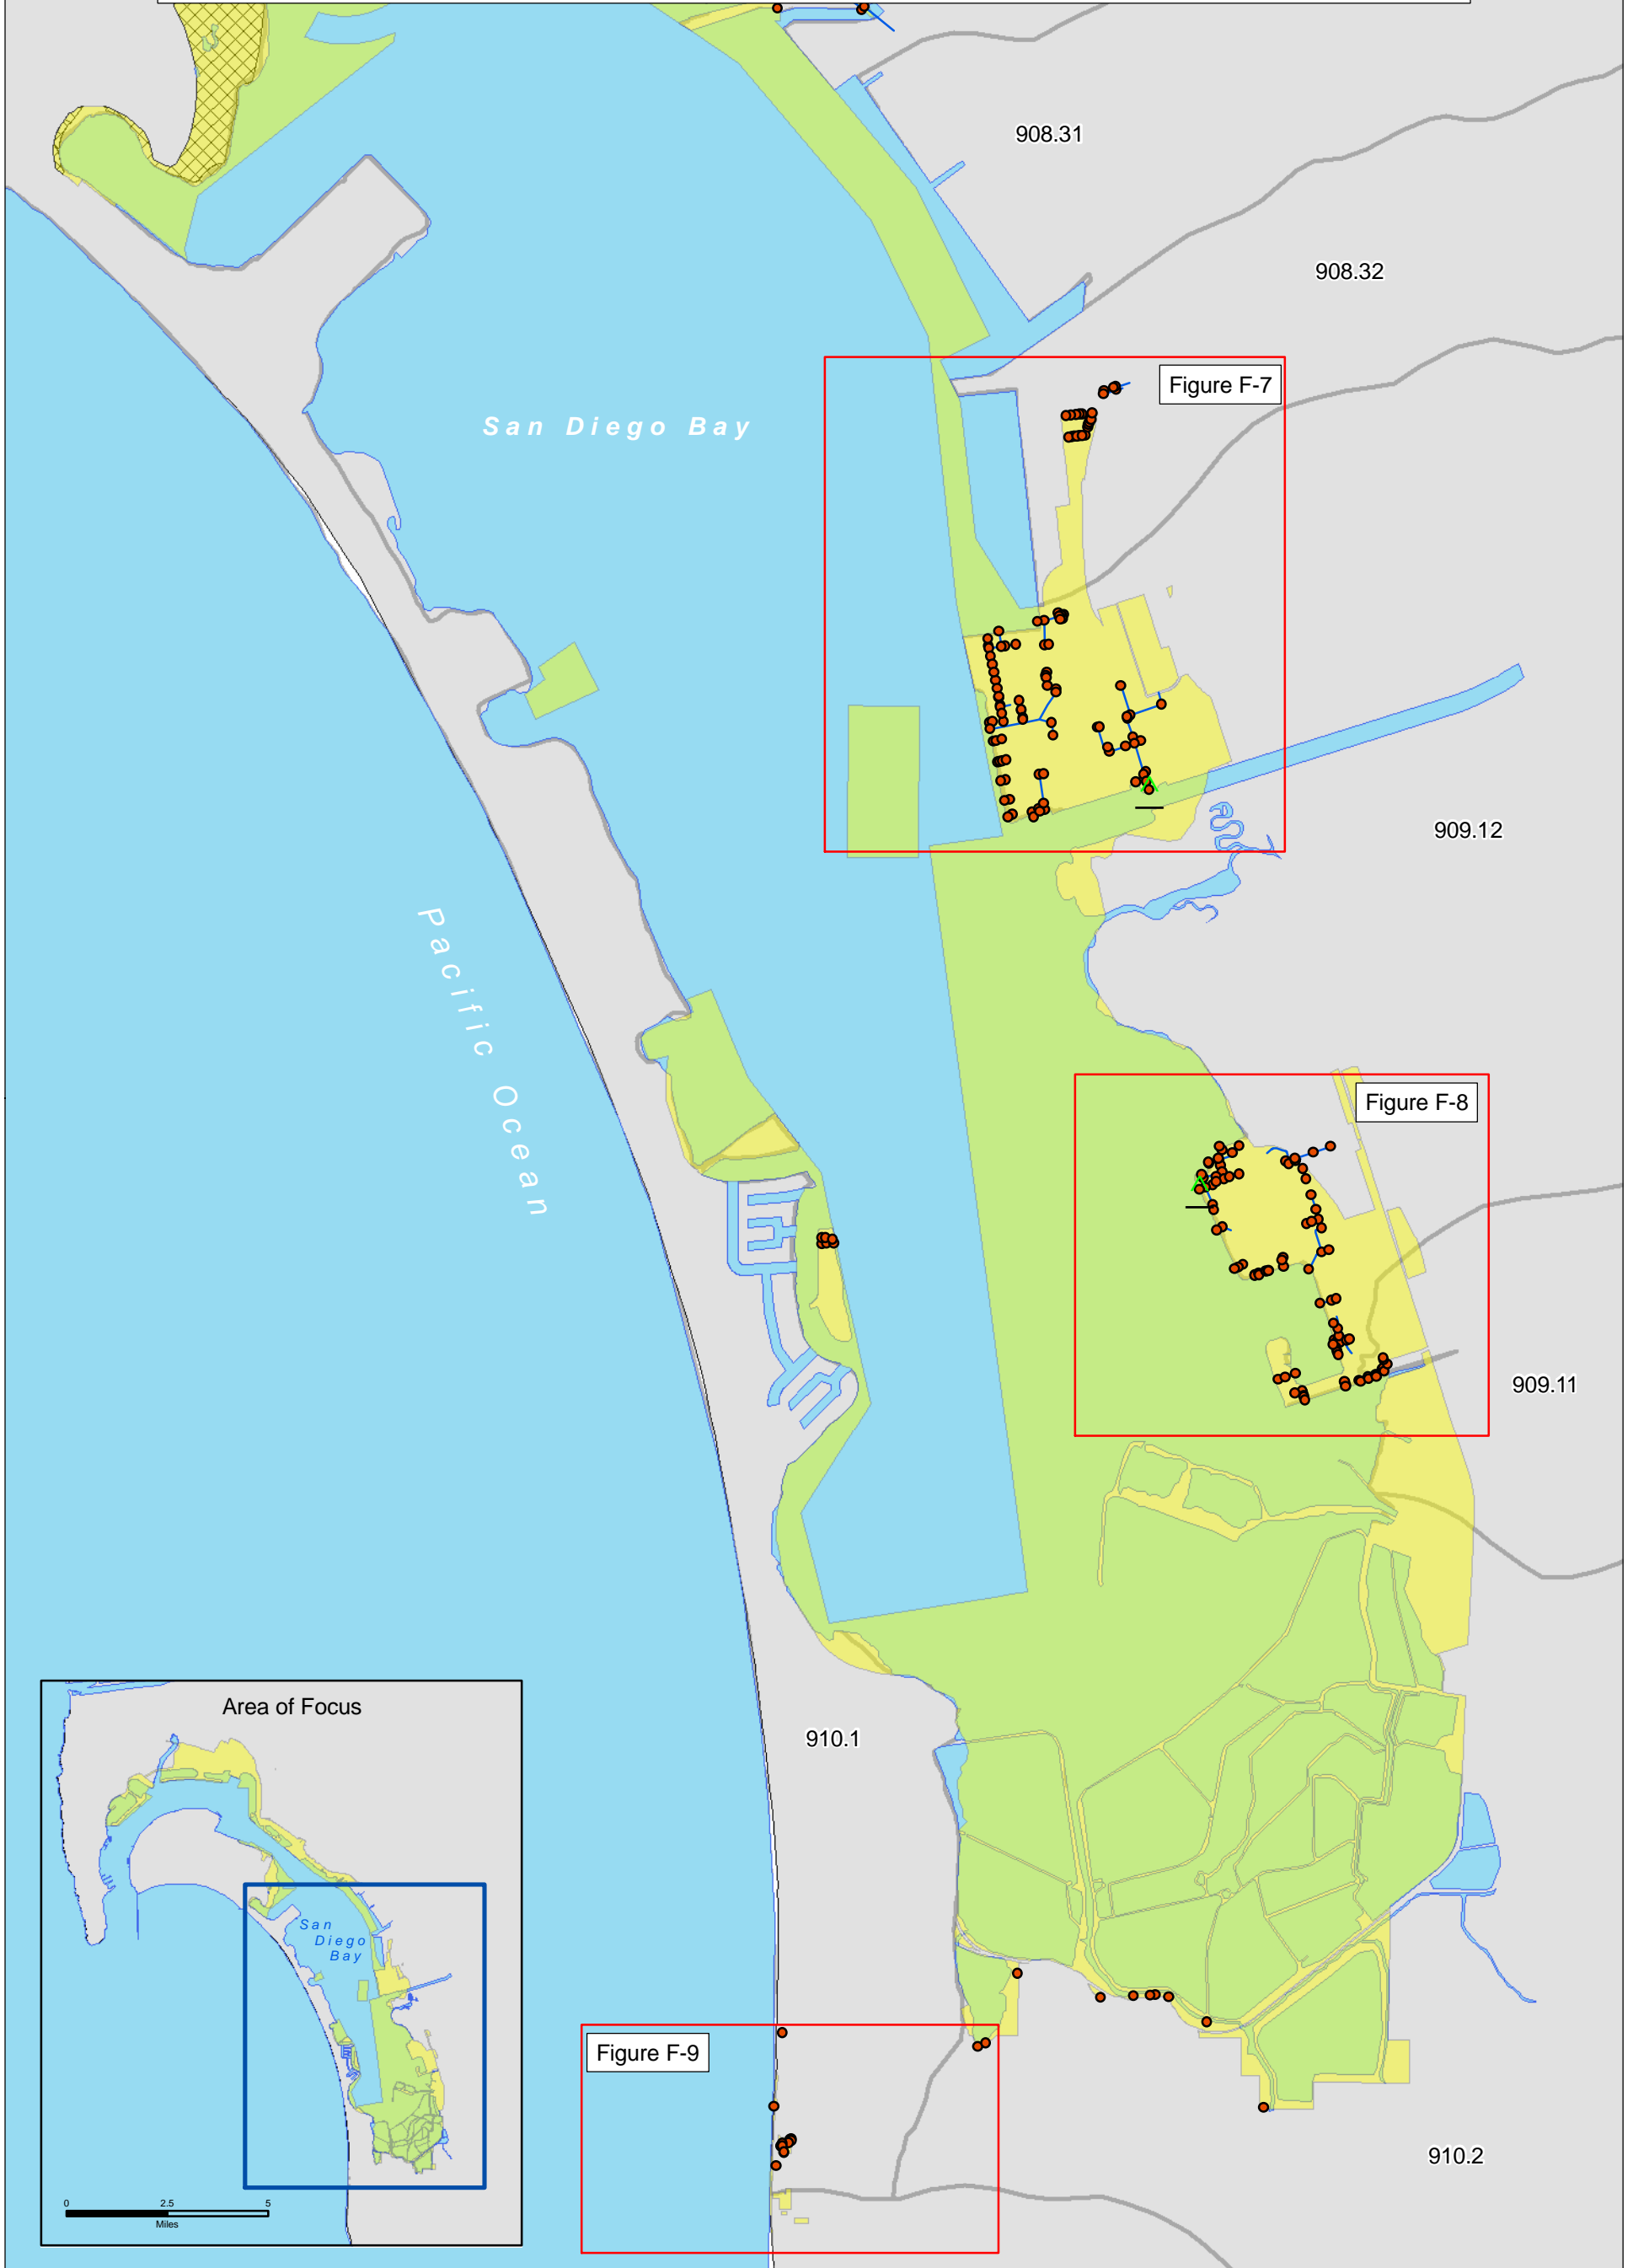 908.31
908.32
Figure F-7
San Diego Bay
909.12
Pacific Ocean
Figure F-8
909.11
Area of Focus
910.1
San
Diego
Bay
Figure F-9
910.2
0 2.5 5
Miles